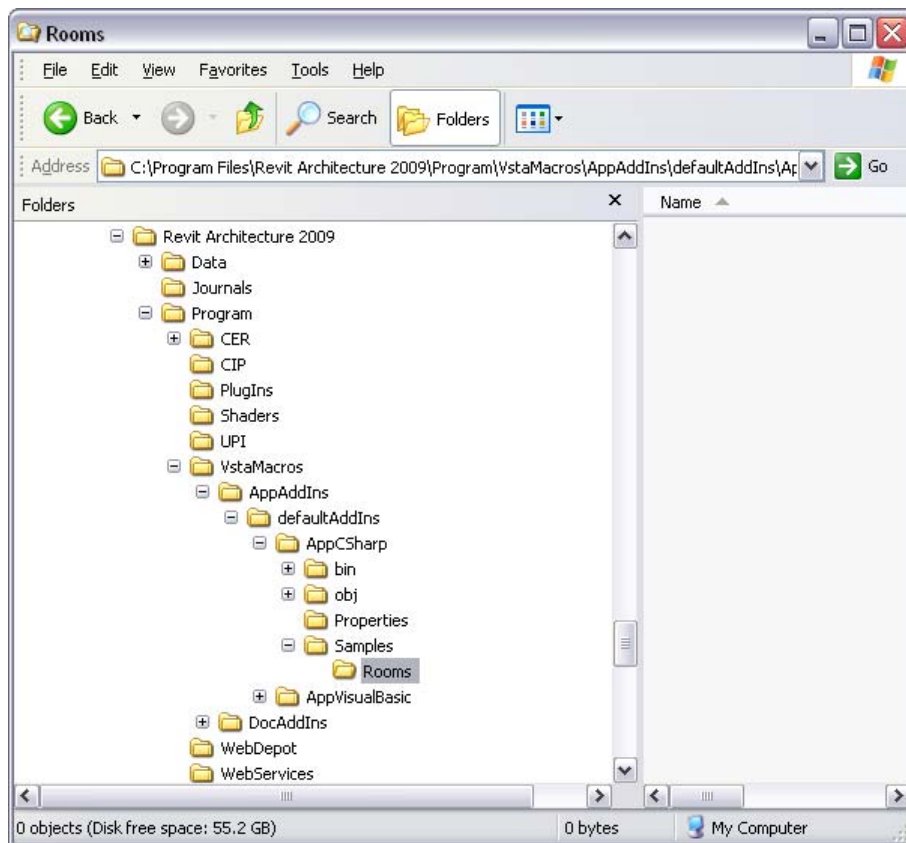 Rooms
File Edit View Favorites Tools Help
Back Search Folders
Address C:\Program Files\Revit Architecture 2009\Program\VstaMacros\AppAddIns\defaultAddIns\Ap Go
Folders Name
Revit Architecture 2009
Data
Journals
Program
CER
CIP
PlugIns
Shaders
UPI
VstaMacros
AppAddIns
defaultAddIns
AppCSharp
bin
obj
Properties
Samples
Rooms
AppVisualBasic
DocAddIns
WebDepot
WebServices
0 objects (Disk free space: 55.2 GB) 0 bytes My Computer